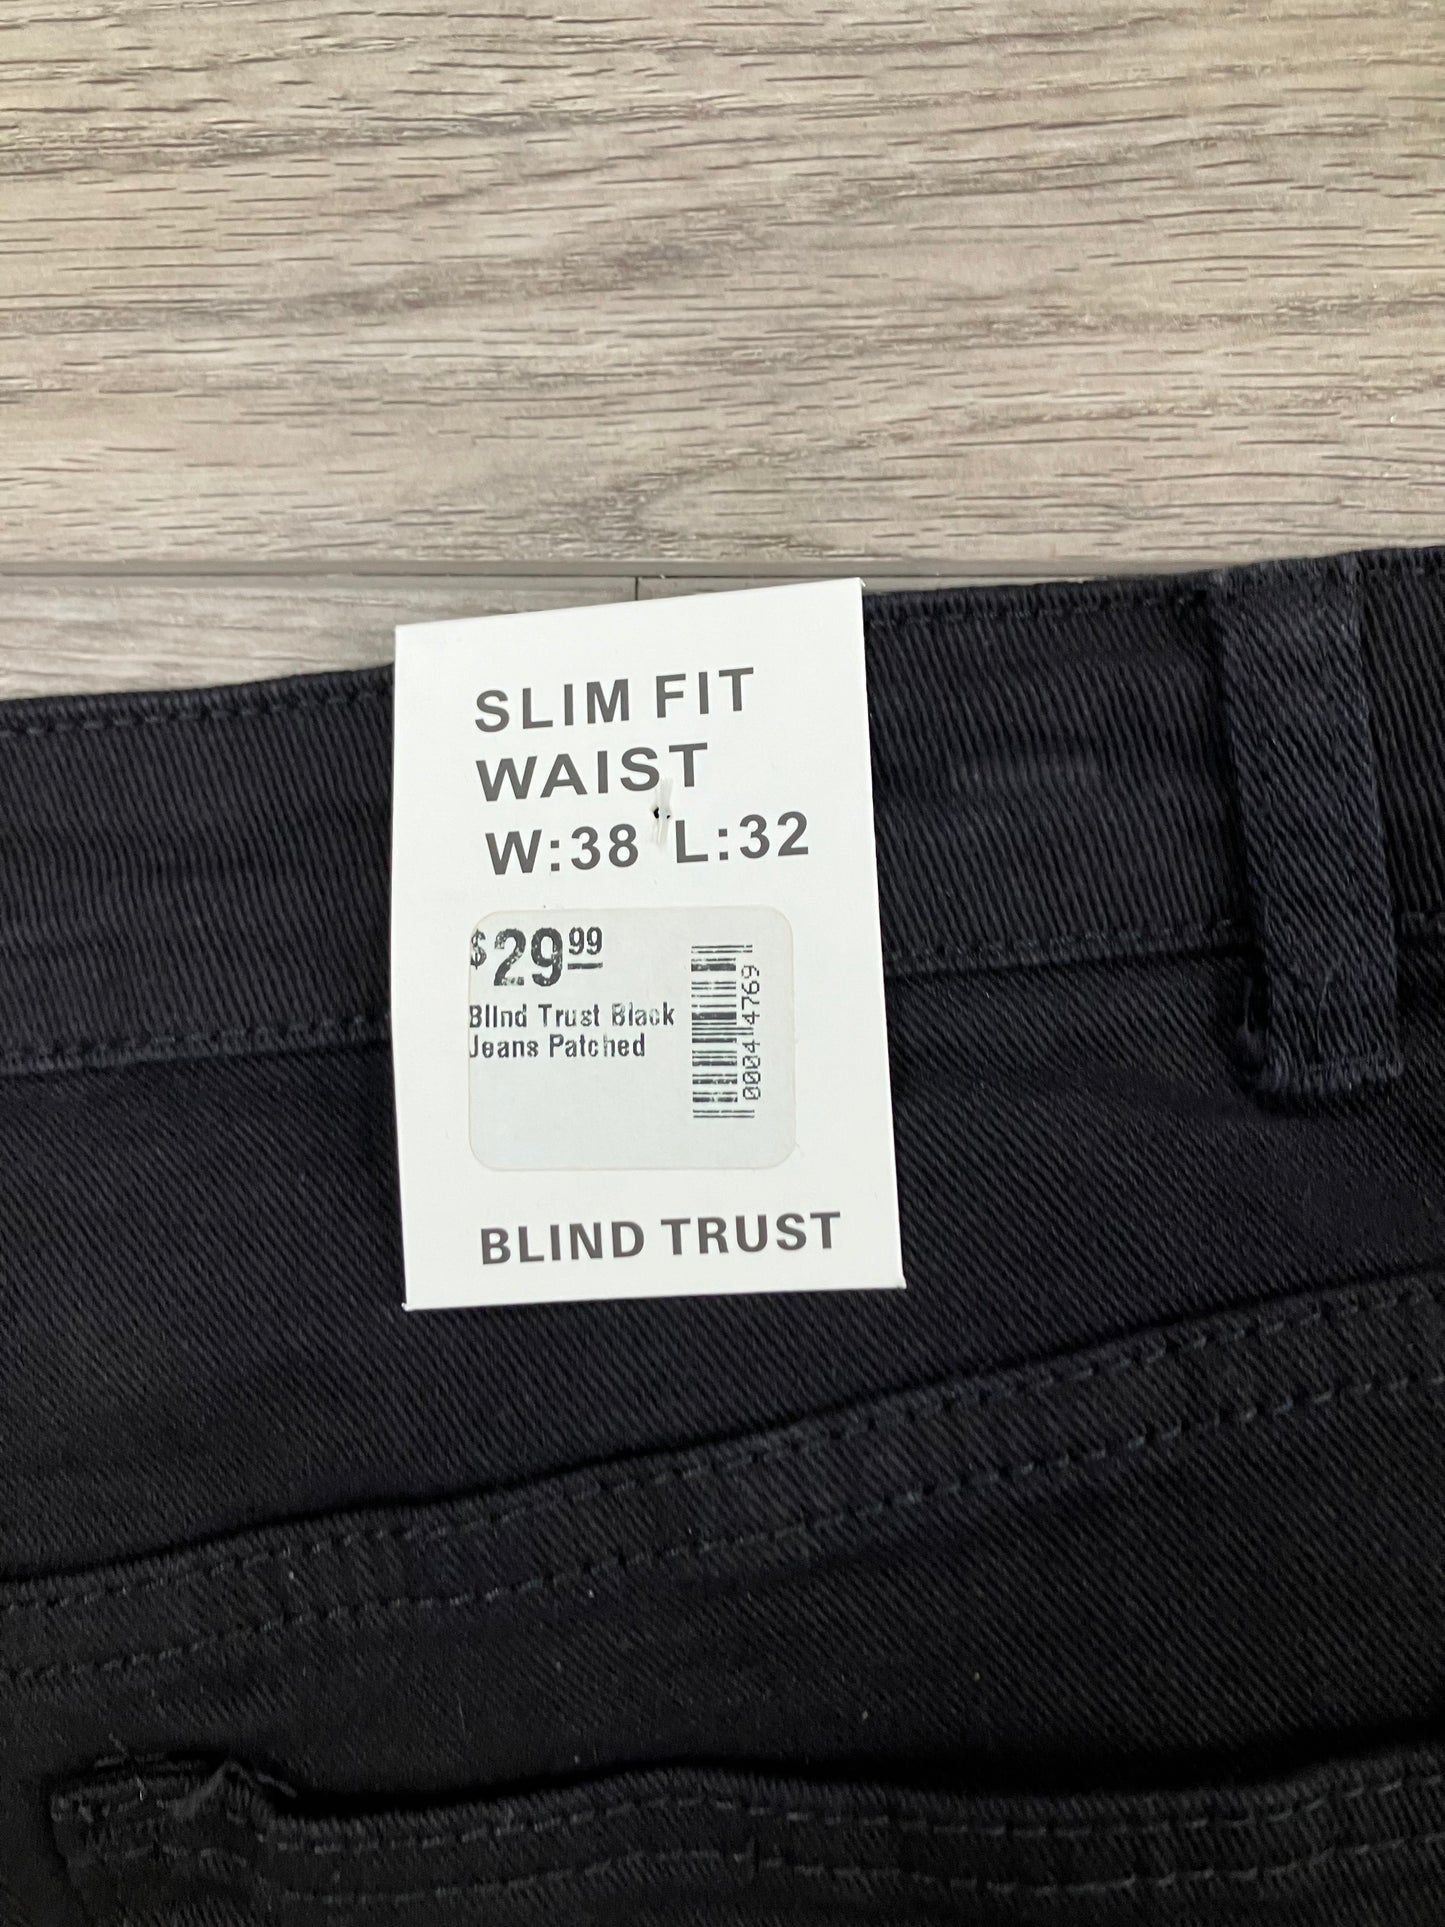 SLIM FIT
WAIST
W:38 L:32
$29.99
Blind Trust Black
Jeans Patched
00044769
BLIND TRUST